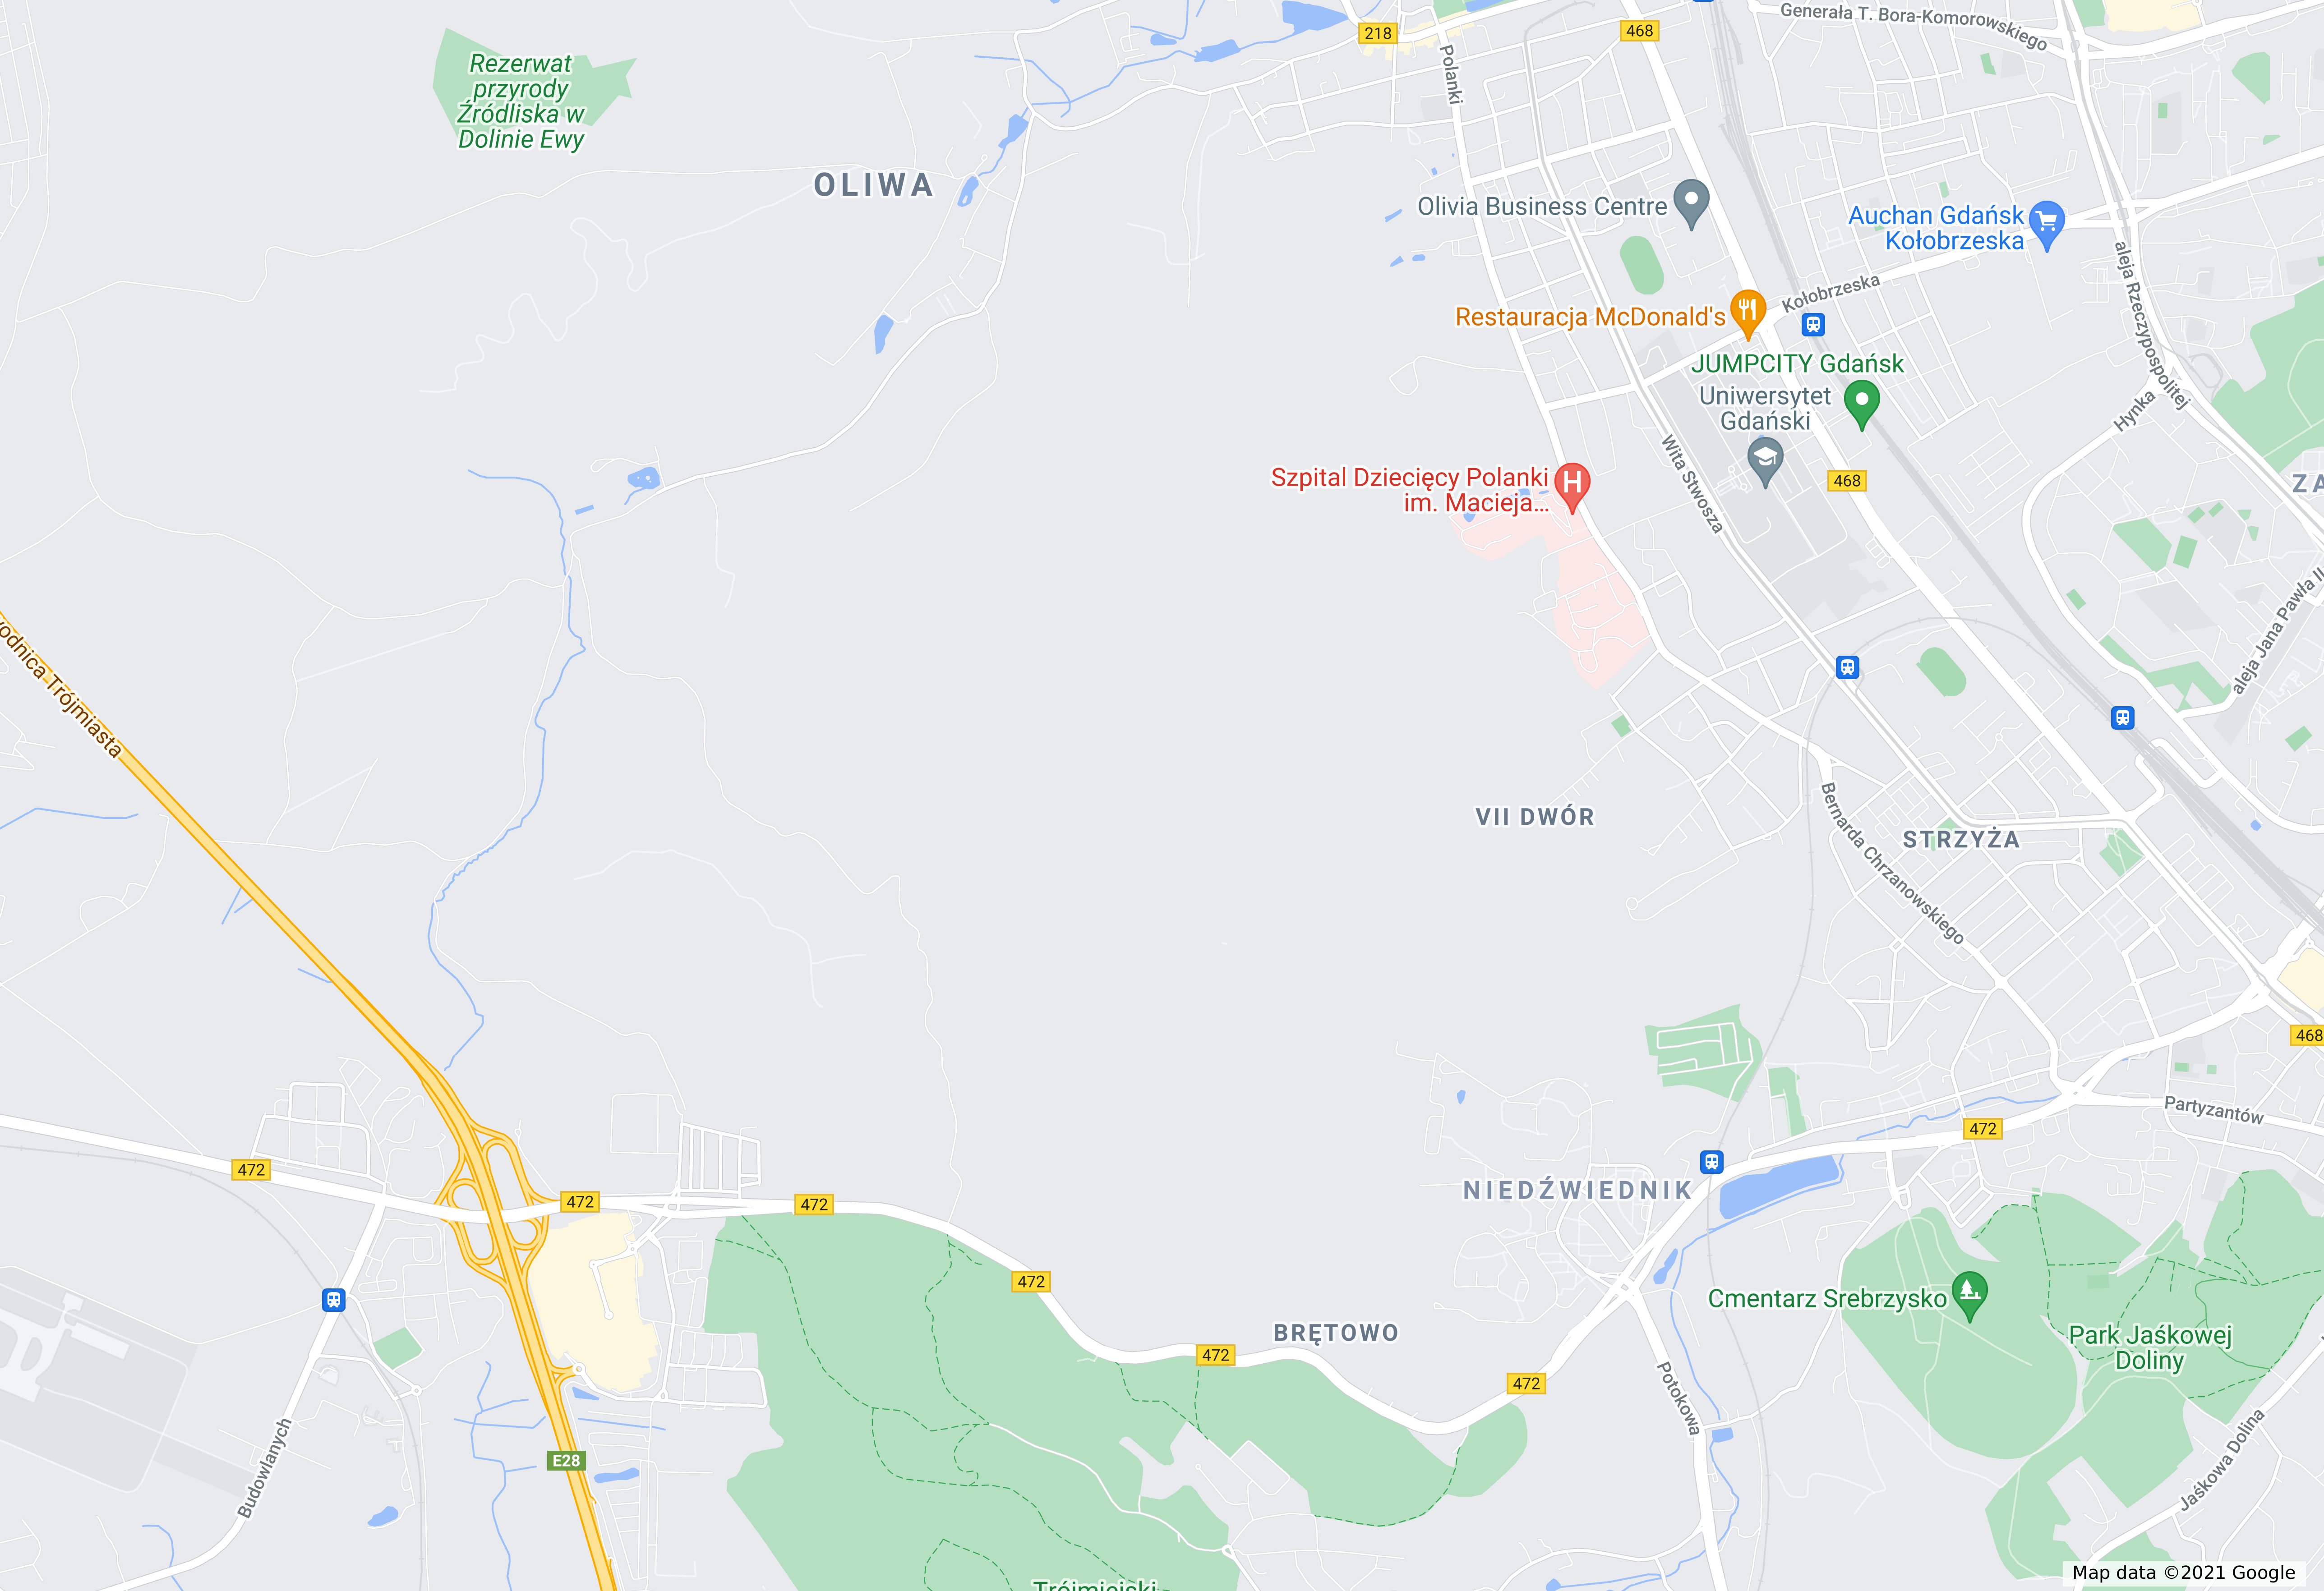 Generała T. Bora-Komorowskiego
218
468
Polanki
Rezerwat
przyrody
Źródliska w
Dolinie Ewy
OLIWA
Olivia Business Centre
Auchan Gdańsk
Kołobrzeska
aleja Rzeczypospolitej
Kołobrzeska
Restauracja McDonald's
JUMPCITY Gdańsk
Uniwersytet
Gdański
Hynka
Wita Stwosza
Szpital Dziecięcy Polanki
im. Macieja...
468
ZA
aleja Jana Pawła II
odnica Trójmiasta
VII DWÓR
STRZYŻA
Bernarda Chrzanowskiego
468
Partyzantów
472
472
472
472
NIEDŹWIEDNIK
472
Cmentarz Srebrzysko
BRĘTOWO
Park Jaśkowej
Doliny
472
472
Potokowa
Jaśkowa Dolina
Budowlanych
E28
Trójmiejski
Map data ©2021 Google